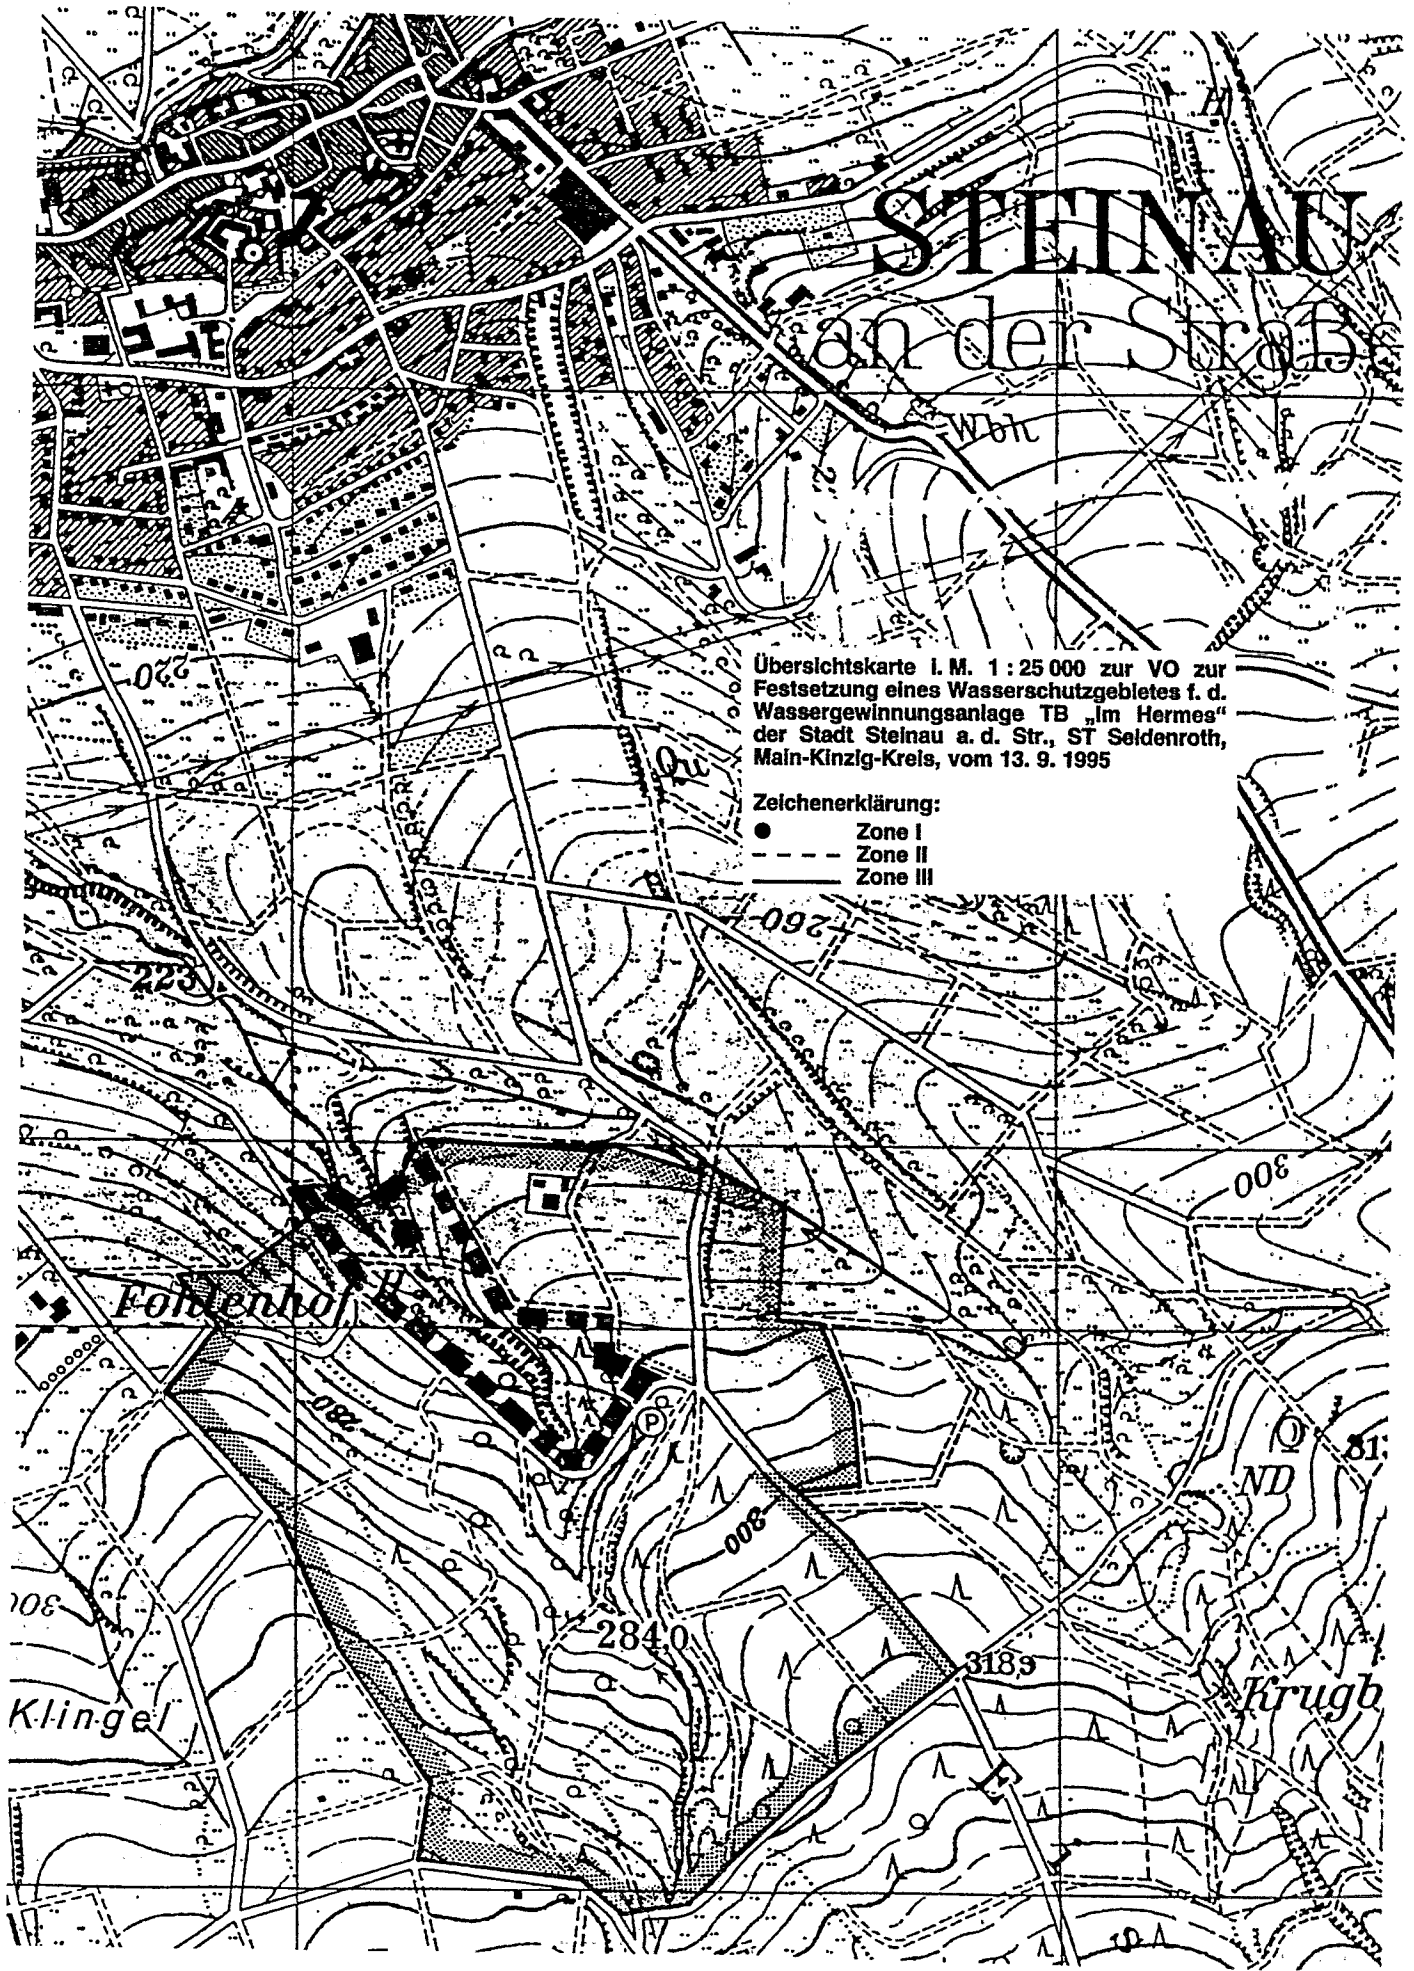 H
STEINAU
an der Straße
Wbh
220
Übersichtskarte i. M. 1 : 25 000 zur VO zur
Festsetzung eines Wasserschutzgebietes f. d.
Wassergewinnungsanlage TB „Im Hermes“
der Stadt Steinau a. d. Str., ST Seidenroth,
Main-Kinzig-Kreis, vom 13. 9. 1995
Qu
Zeichenerklärung:
Zone I
Zone II
Zone III
260
223
300
Fohlenhof
280
P
ND
300
300
284,0
318,9
Klingel
Krugb